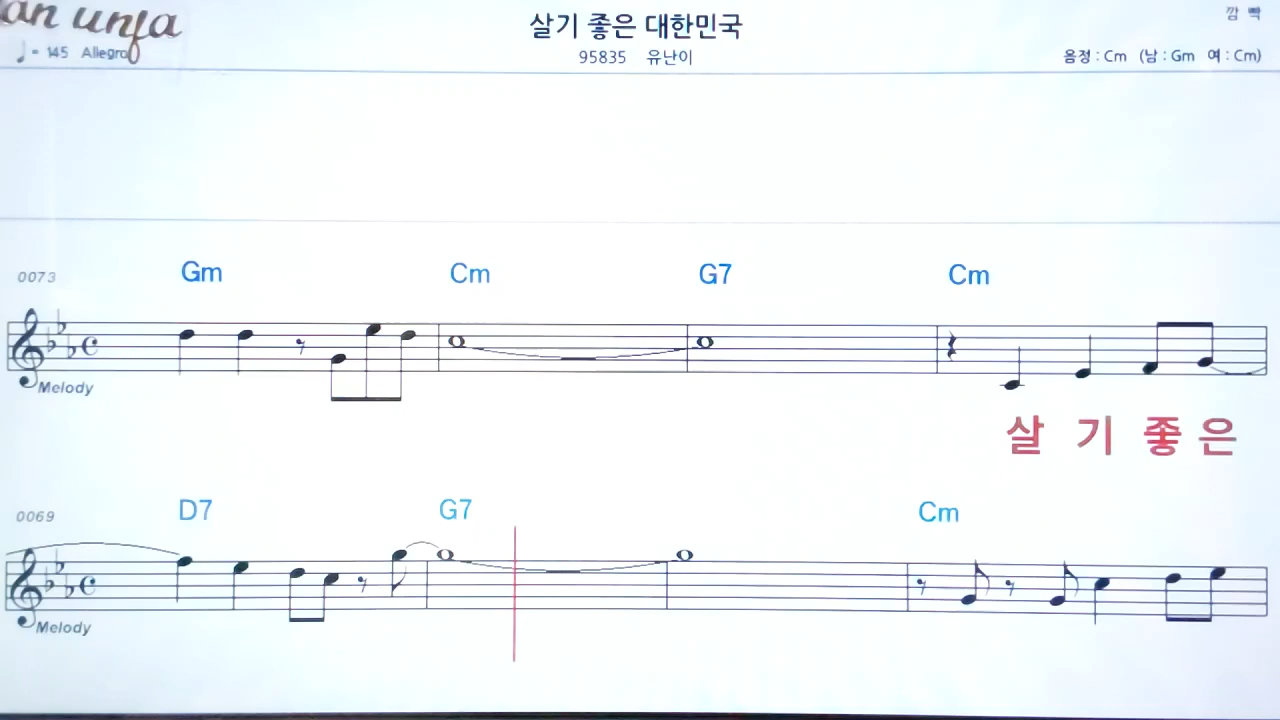 살기 좋은 대한민국
깜 빡
♩= 145 Allegro
95835 유난이
음정 : Cm (남 : Gm 여 : Cm)
0073 Gm Cm G7 Cm
Melody
살 기 좋 은
0069 D7 G7 Cm
Melody